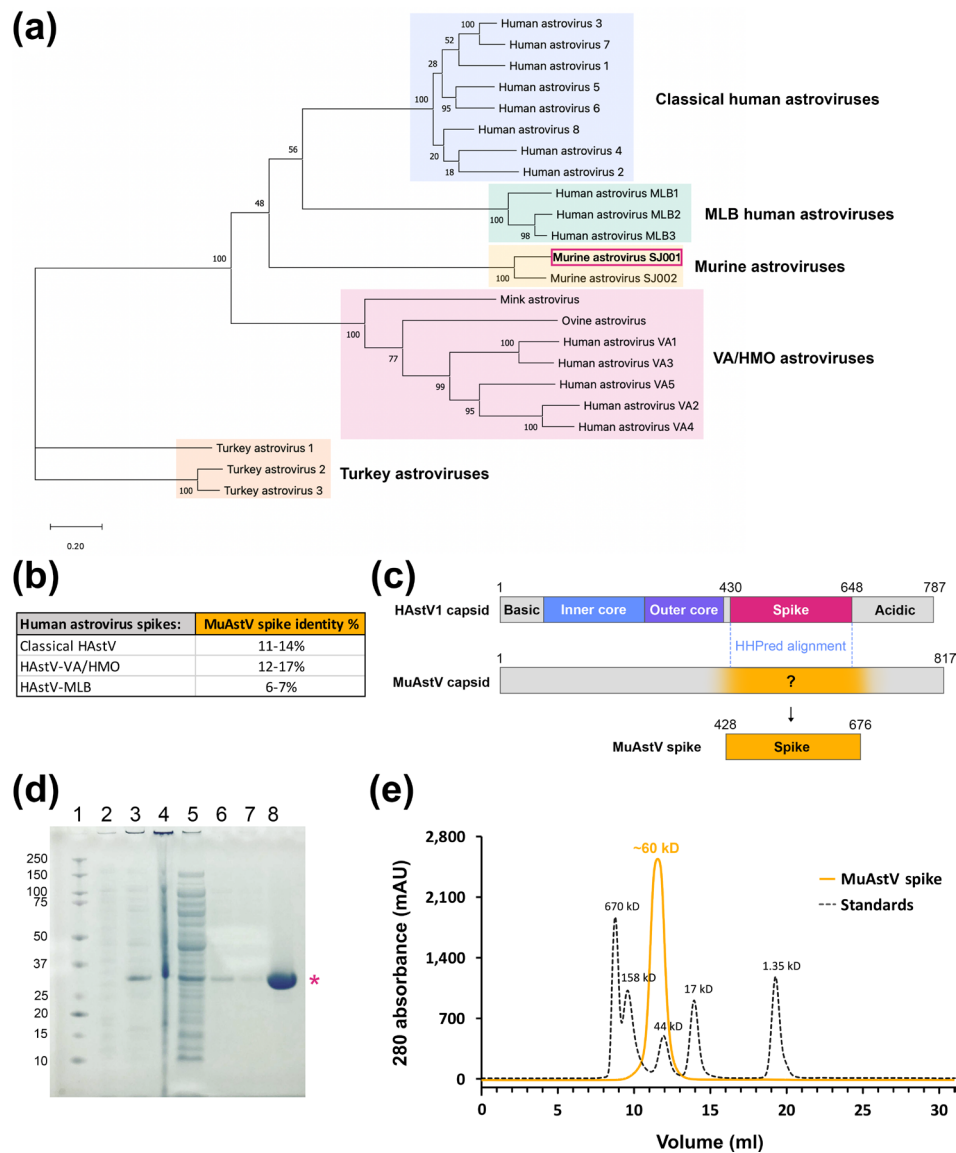 (a)
Human astrovirus 3
Human astrovirus 7
Human astrovirus 1
Human astrovirus 5
Human astrovirus 6
Human astrovirus 8
Human astrovirus 4
Human astrovirus 2
Classical human astroviruses
100
52
28
100
95
20
18
56
Human astrovirus MLB1
Human astrovirus MLB2
Human astrovirus MLB3
MLB human astroviruses
100
98
48
Murine astrovirus SJ001
Murine astrovirus SJ002
Murine astroviruses
100
100
Mink astrovirus
Ovine astrovirus
Human astrovirus VA1
Human astrovirus VA3
Human astrovirus VA5
Human astrovirus VA2
Human astrovirus VA4
VA/HMO astroviruses
100
77
100
99
95
100
Turkey astrovirus 1
Turkey astrovirus 2
Turkey astrovirus 3
Turkey astroviruses
100
0.20
(b)
Human astrovirus spikes: MuAstV spike identity %
Classical HAstV 11-14%
HAstV-VA/HMO 12-17%
HAstV-MLB 6-7%
(c)
1 430 648 787
HAstV1 capsid Basic Inner core Outer core Spike Acidic
HHPred alignment
1 817
MuAstV capsid ?
428 676
MuAstV spike Spike
(d)
1 2 3 4 5 6 7 8
250
150
100
75
50
37
25
20
15
10
*
(e)
2,800
2,100
1,400
700
0
280 absorbance (mAU)
~60 kD
MuAstV spike
Standards
670 kD
158 kD
44 kD
17 kD
1.35 kD
0 5 10 15 20 25 30
Volume (ml)